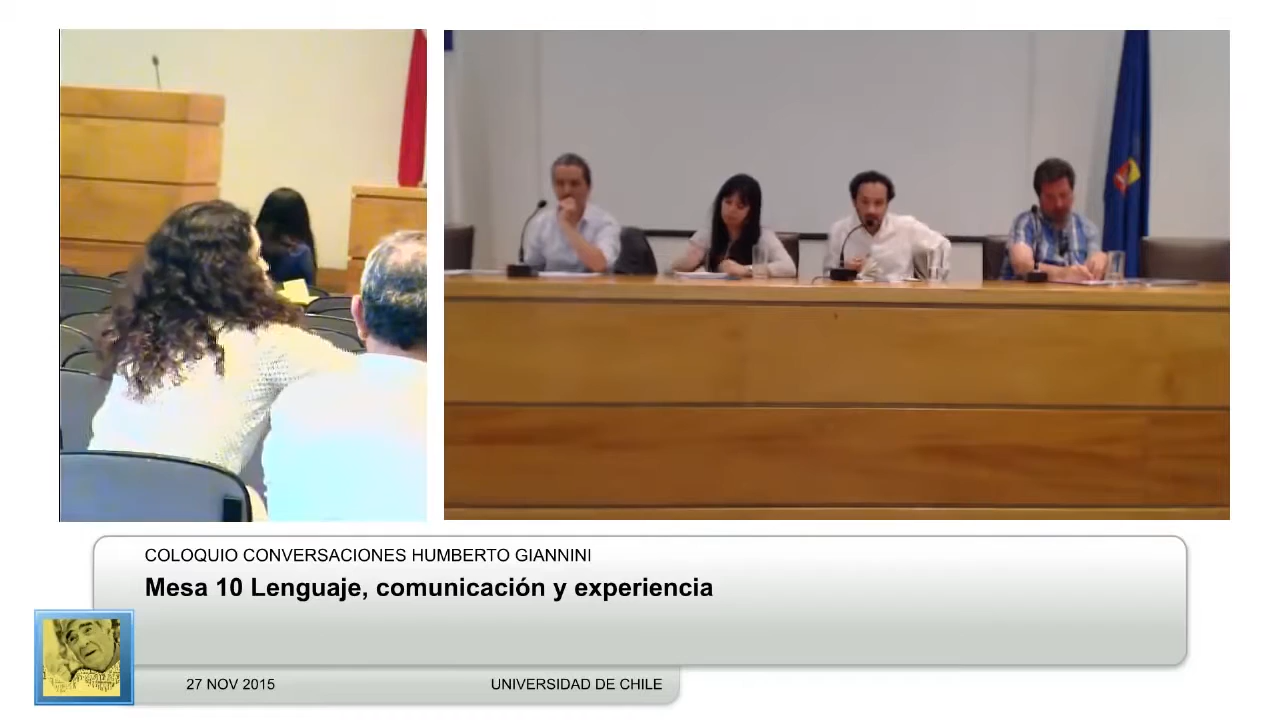 COLOQUIO CONVERSACIONES HUMBERTO GIANNINI
Mesa 10 Lenguaje, comunicación y experiencia
27 NOV 2015 UNIVERSIDAD DE CHILE